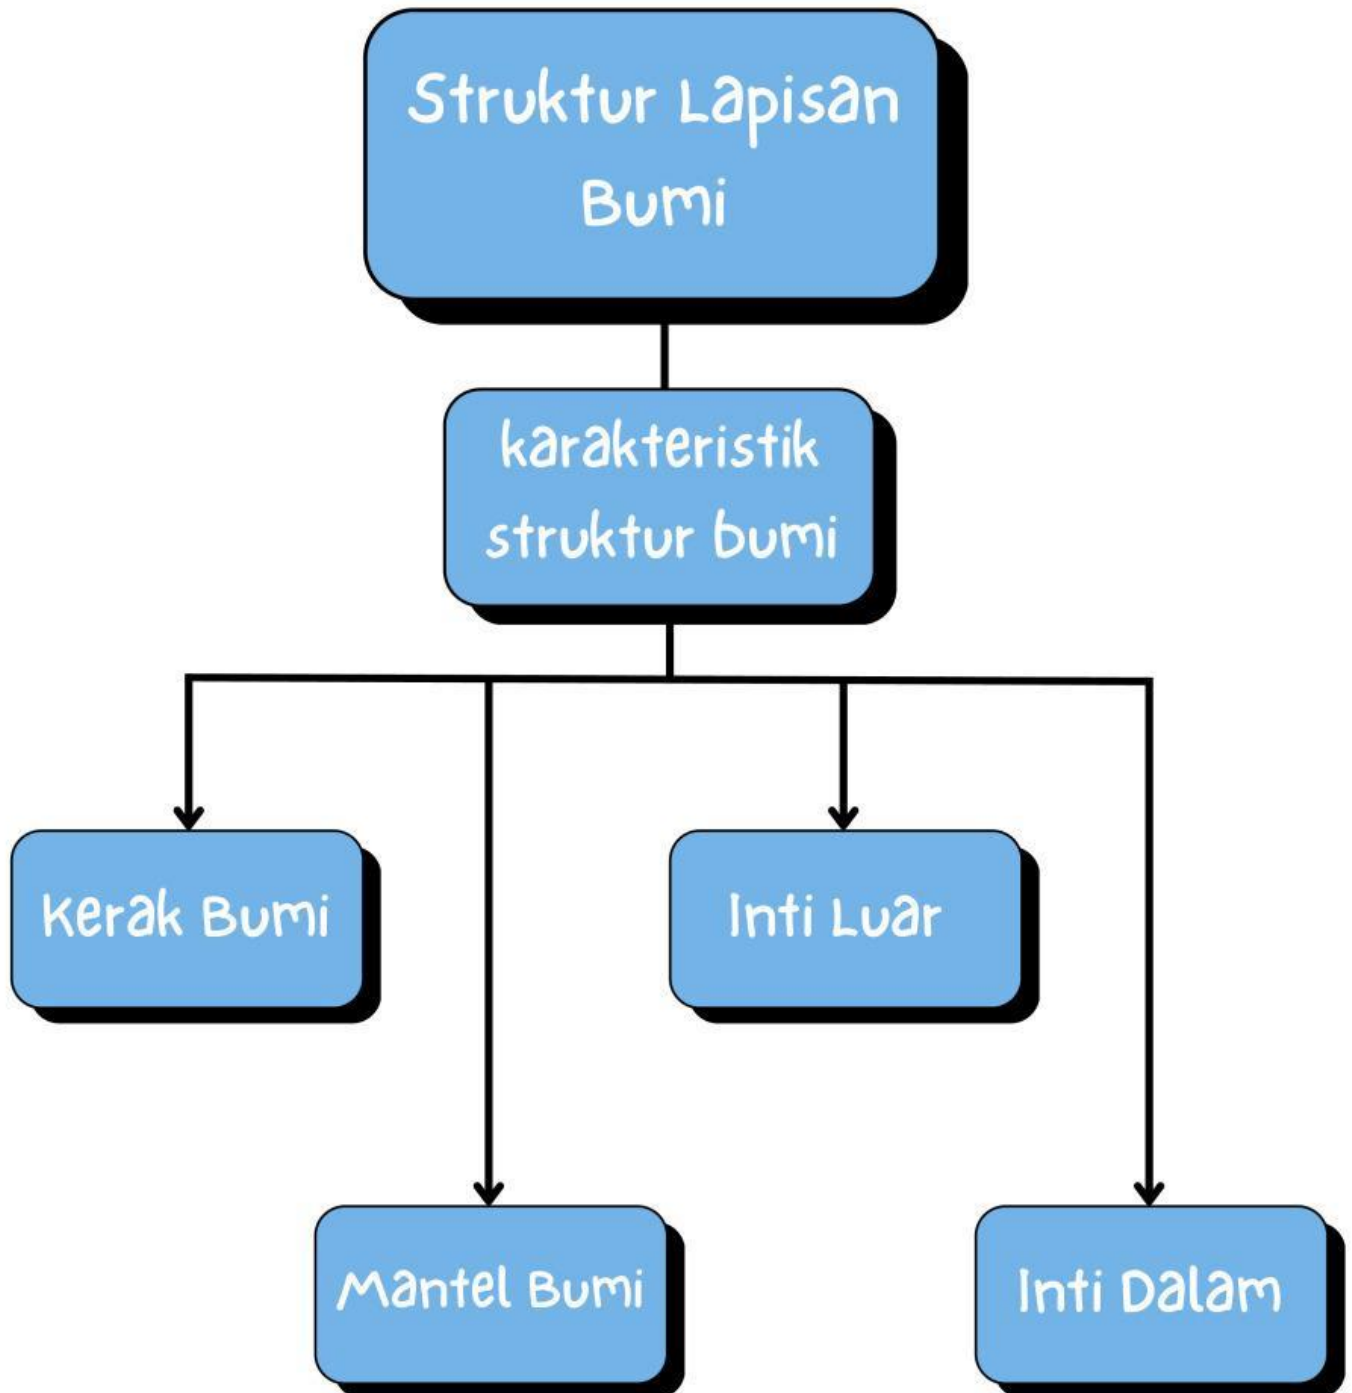 Struktur Lapisan
Bumi
karakteristik
struktur bumi
Kerak Bumi
Inti Luar
Mantel Bumi
Inti Dalam